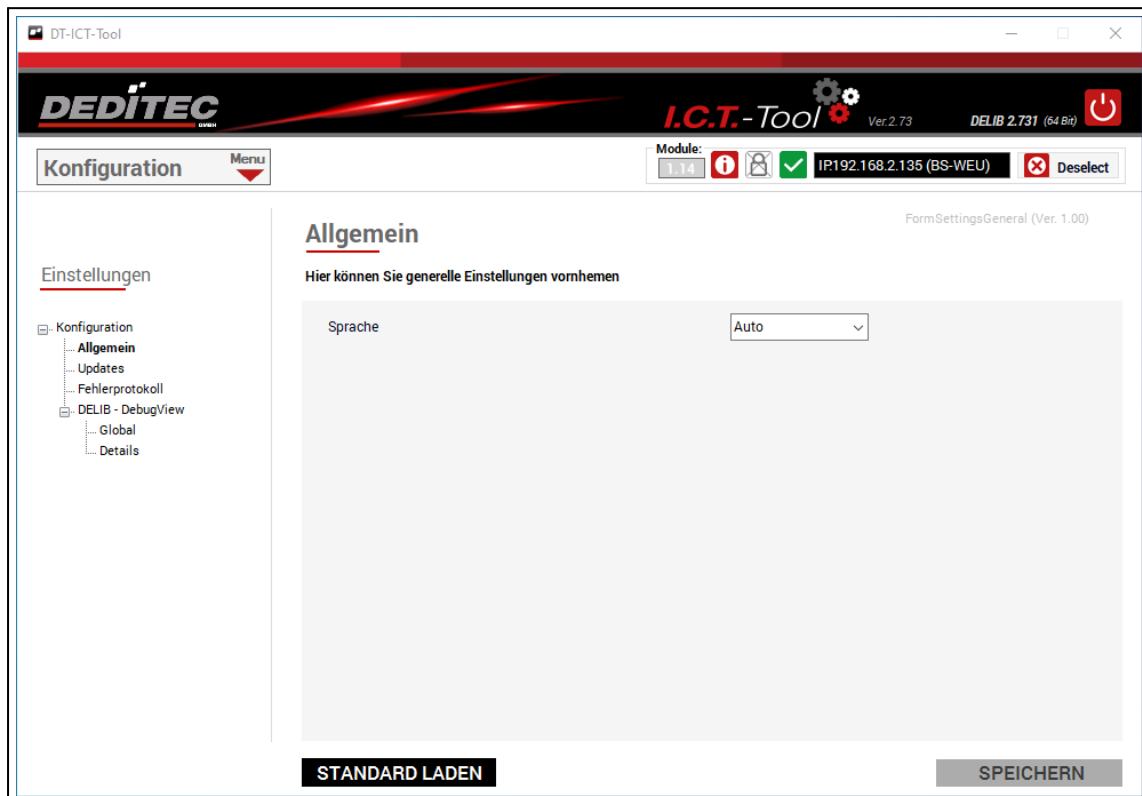 DT-ICT-Tool
DEDITEC
GMBH
I.C.T.-Tool
Ver.2.73
DELIB 2.731 (64 Bit)
Konfiguration
Menu
Module:
1.14
IP:192.168.2.135 (BS-WEU)
Deselect
FormSettingsGeneral (Ver. 1.00)
Allgemein
Einstellungen
Hier können Sie generelle Einstellungen vornhemen
Konfiguration
Allgemein
Updates
Fehlerprotokoll
DELIB - DebugView
Global
Details
Sprache
Auto
STANDARD LADEN
SPEICHERN